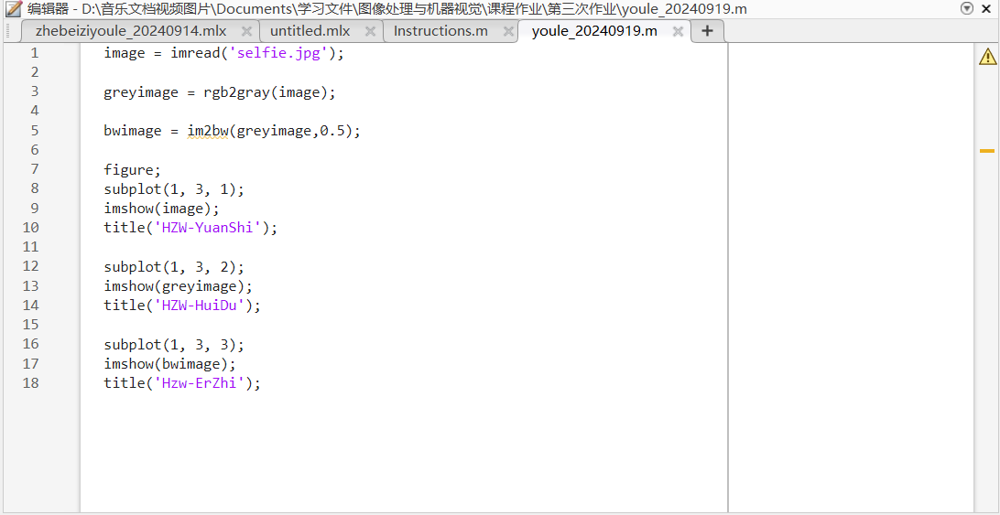 编辑器 - D:\音乐文档视频图片\Documents\学习文件\图像处理与机器视觉\课程作业\第三次作业\youle_20240919.m
zhebeiziyoule_20240914.mlx untitled.mlx Instructions.m youle_20240919.m +
1 image = imread('selfie.jpg');
2
3 greyimage = rgb2gray(image);
4
5 bwimage = im2bw(greyimage,0.5);
6
7 figure;
8 subplot(1, 3, 1);
9 imshow(image);
10 title('HZW-YuanShi');
11
12 subplot(1, 3, 2);
13 imshow(greyimage);
14 title('HZW-HuiDu');
15
16 subplot(1, 3, 3);
17 imshow(bwimage);
18 title('Hzw-ErZhi');